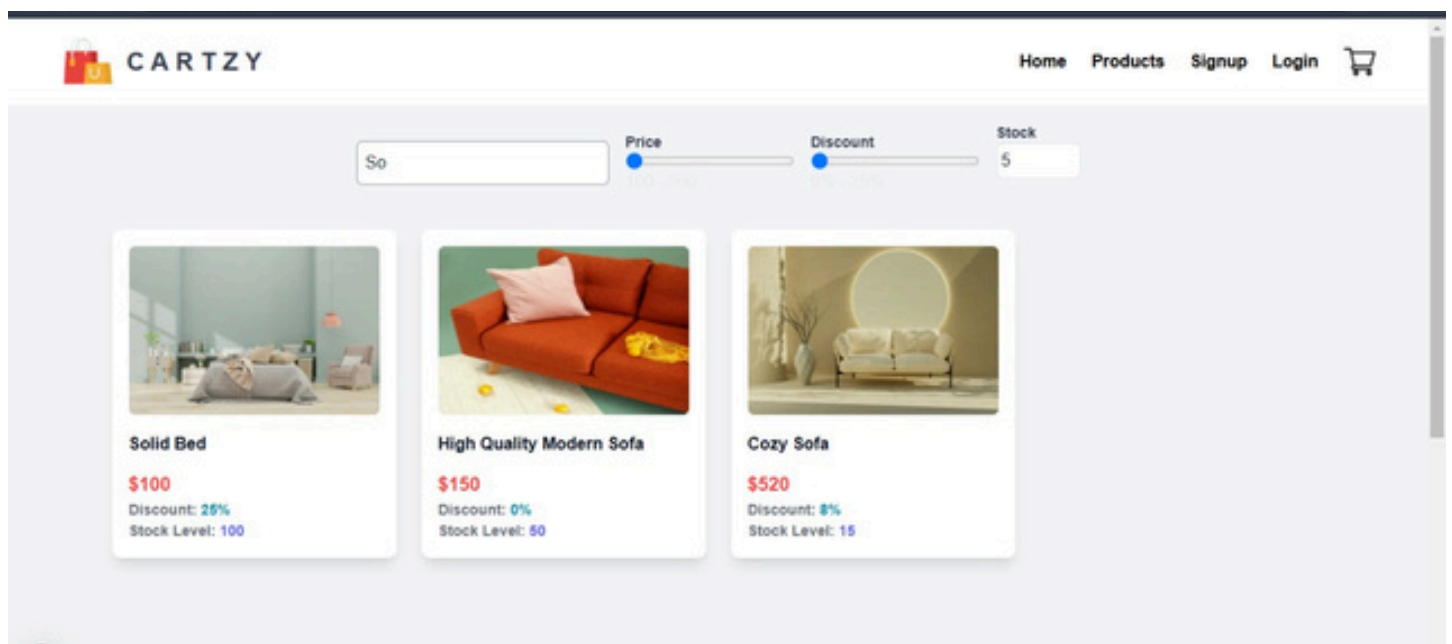 CARTZY
Home Products Signup Login
So
Price
Discount
Stock
5
Solid Bed
$100
Discount: 25%
Stock Level: 100
High Quality Modern Sofa
$150
Discount: 0%
Stock Level: 50
Cozy Sofa
$520
Discount: 8%
Stock Level: 15